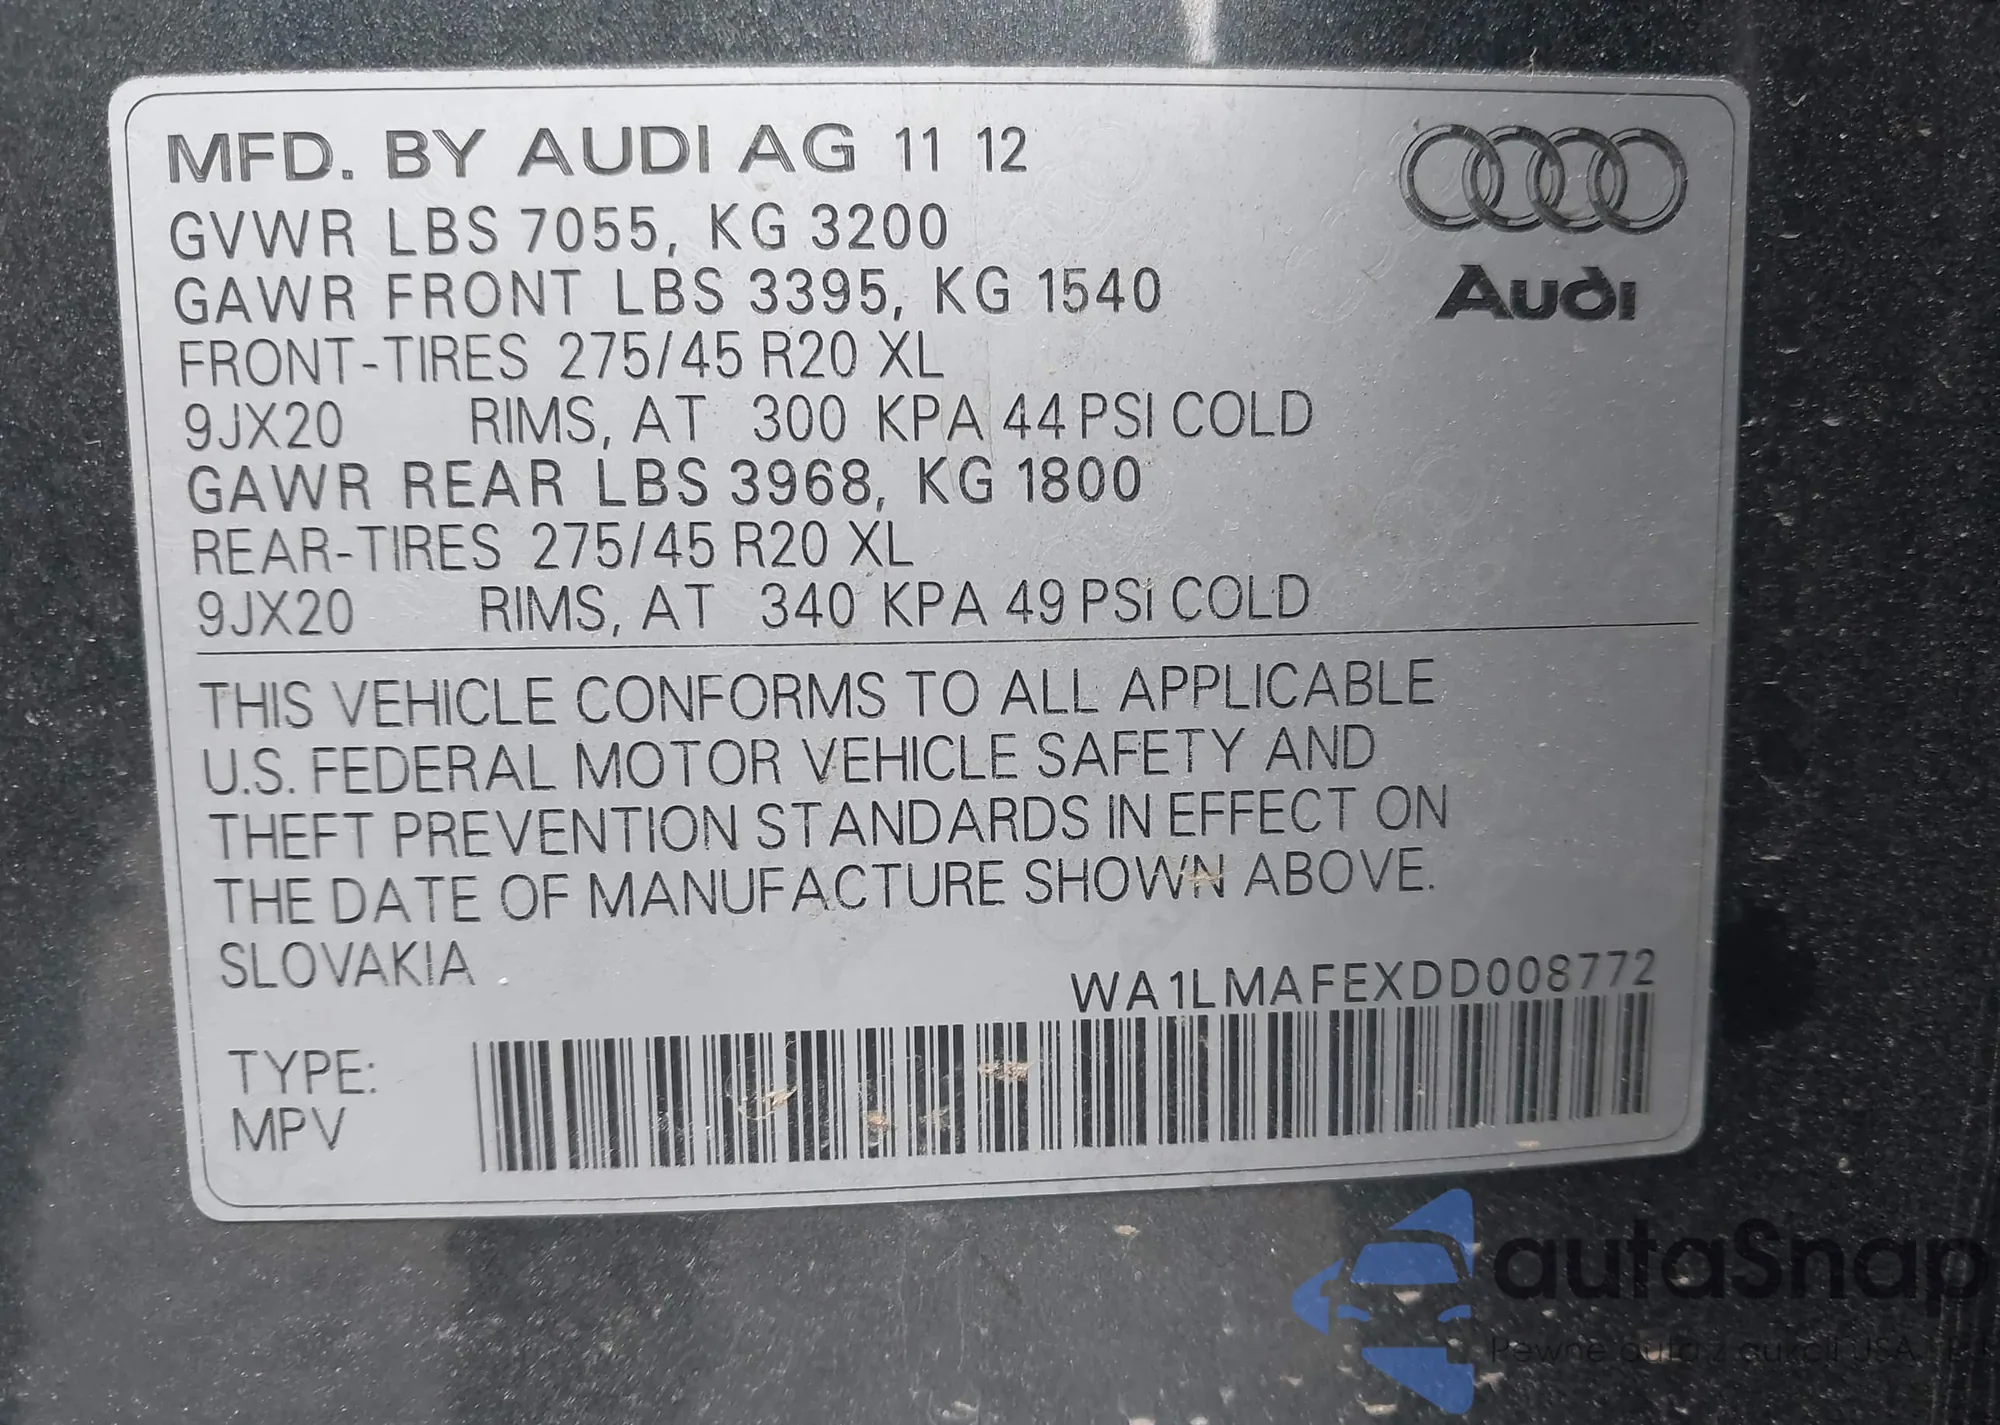 MFD. BY AUDI AG 11 12
GVWR LBS 7055, KG 3200
GAWR FRONT LBS 3395, KG 1540
FRONT-TIRES 275/45 R20 XL
9JX20 RIMS, AT 300 KPA 44 PSI COLD
GAWR REAR LBS 3968, KG 1800
REAR-TIRES 275/45 R20 XL
9JX20 RIMS, AT 340 KPA 49 PSI COLD
Audi
THIS VEHICLE CONFORMS TO ALL APPLICABLE
U.S. FEDERAL MOTOR VEHICLE SAFETY AND
THEFT PREVENTION STANDARDS IN EFFECT ON
THE DATE OF MANUFACTURE SHOWN ABOVE.
SLOVAKIA
WA1LMAFEXDD008772
TYPE:
MPV
autaSnap
Pewne auta z aukcji USA